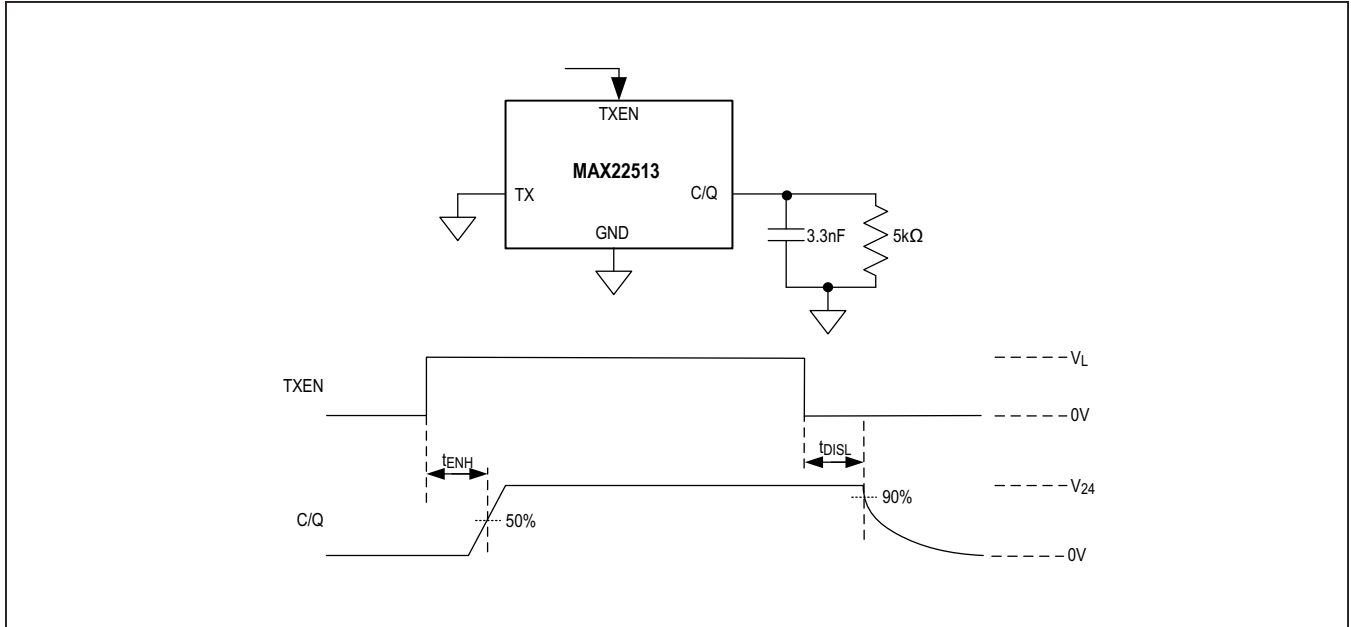 TXEN
MAX22513
TX
C/Q
GND
3.3nF
5kΩ
TXEN
VL
0V
tENH
tDISL
C/Q
50%
90%
V24
0V